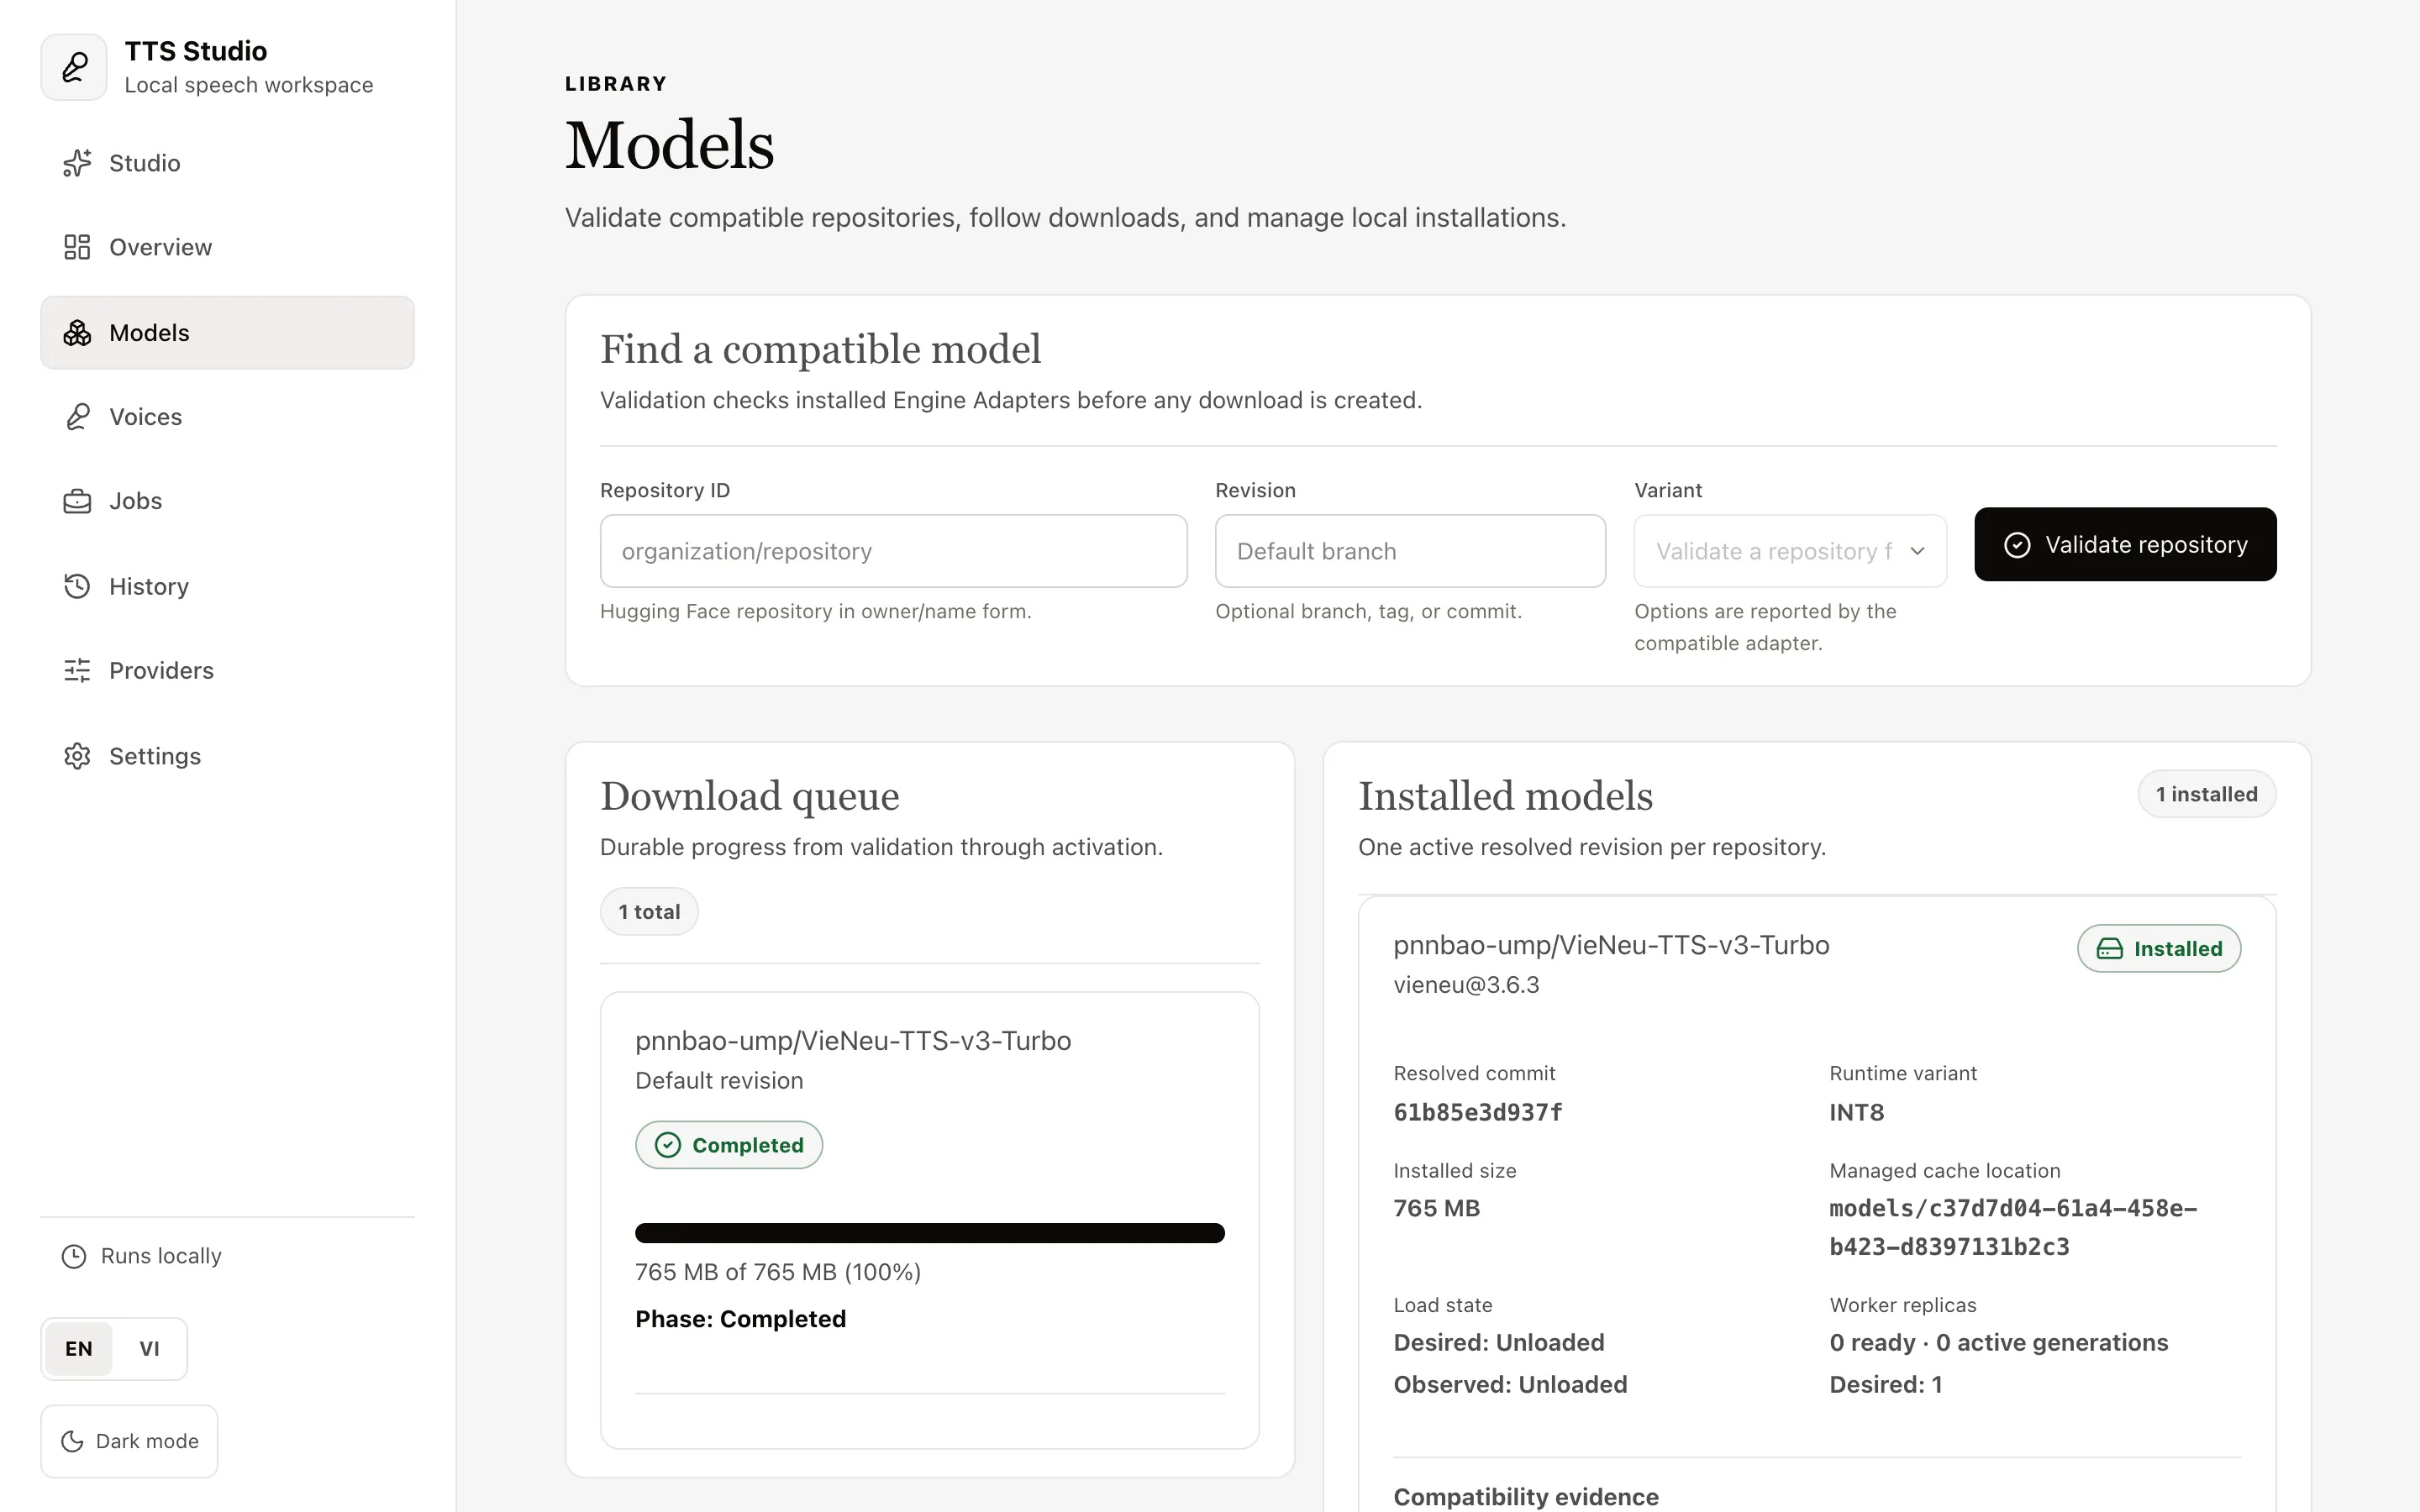 TTS Studio
Local speech workspace
Studio
Overview
Models
Voices
Jobs
History
Providers
Settings
Runs locally
EN
VI
Dark mode
LIBRARY
Models
Validate compatible repositories, follow downloads, and manage local installations.
Find a compatible model
Validation checks installed Engine Adapters before any download is created.
Repository ID
organization/repository
Hugging Face repository in owner/name form.
Revision
Default branch
Optional branch, tag, or commit.
Variant
Validate a repository f
Options are reported by the
compatible adapter.
Validate repository
Download queue
Durable progress from validation through activation.
1 total
pnnbao-ump/VieNeu-TTS-v3-Turbo
Default revision
Completed
765 MB of 765 MB (100%)
Phase: Completed
Installed models
1 installed
One active resolved revision per repository.
pnnbao-ump/VieNeu-TTS-v3-Turbo
Installed
vieneu@3.6.3
Resolved commit
61b85e3d937f
Runtime variant
INT8
Installed size
765 MB
Managed cache location
models/c37d7d04-61a4-458e-
b423-d8397131b2c3
Load state
Desired: Unloaded
Observed: Unloaded
Worker replicas
0 ready · 0 active generations
Desired: 1
Compatibility evidence